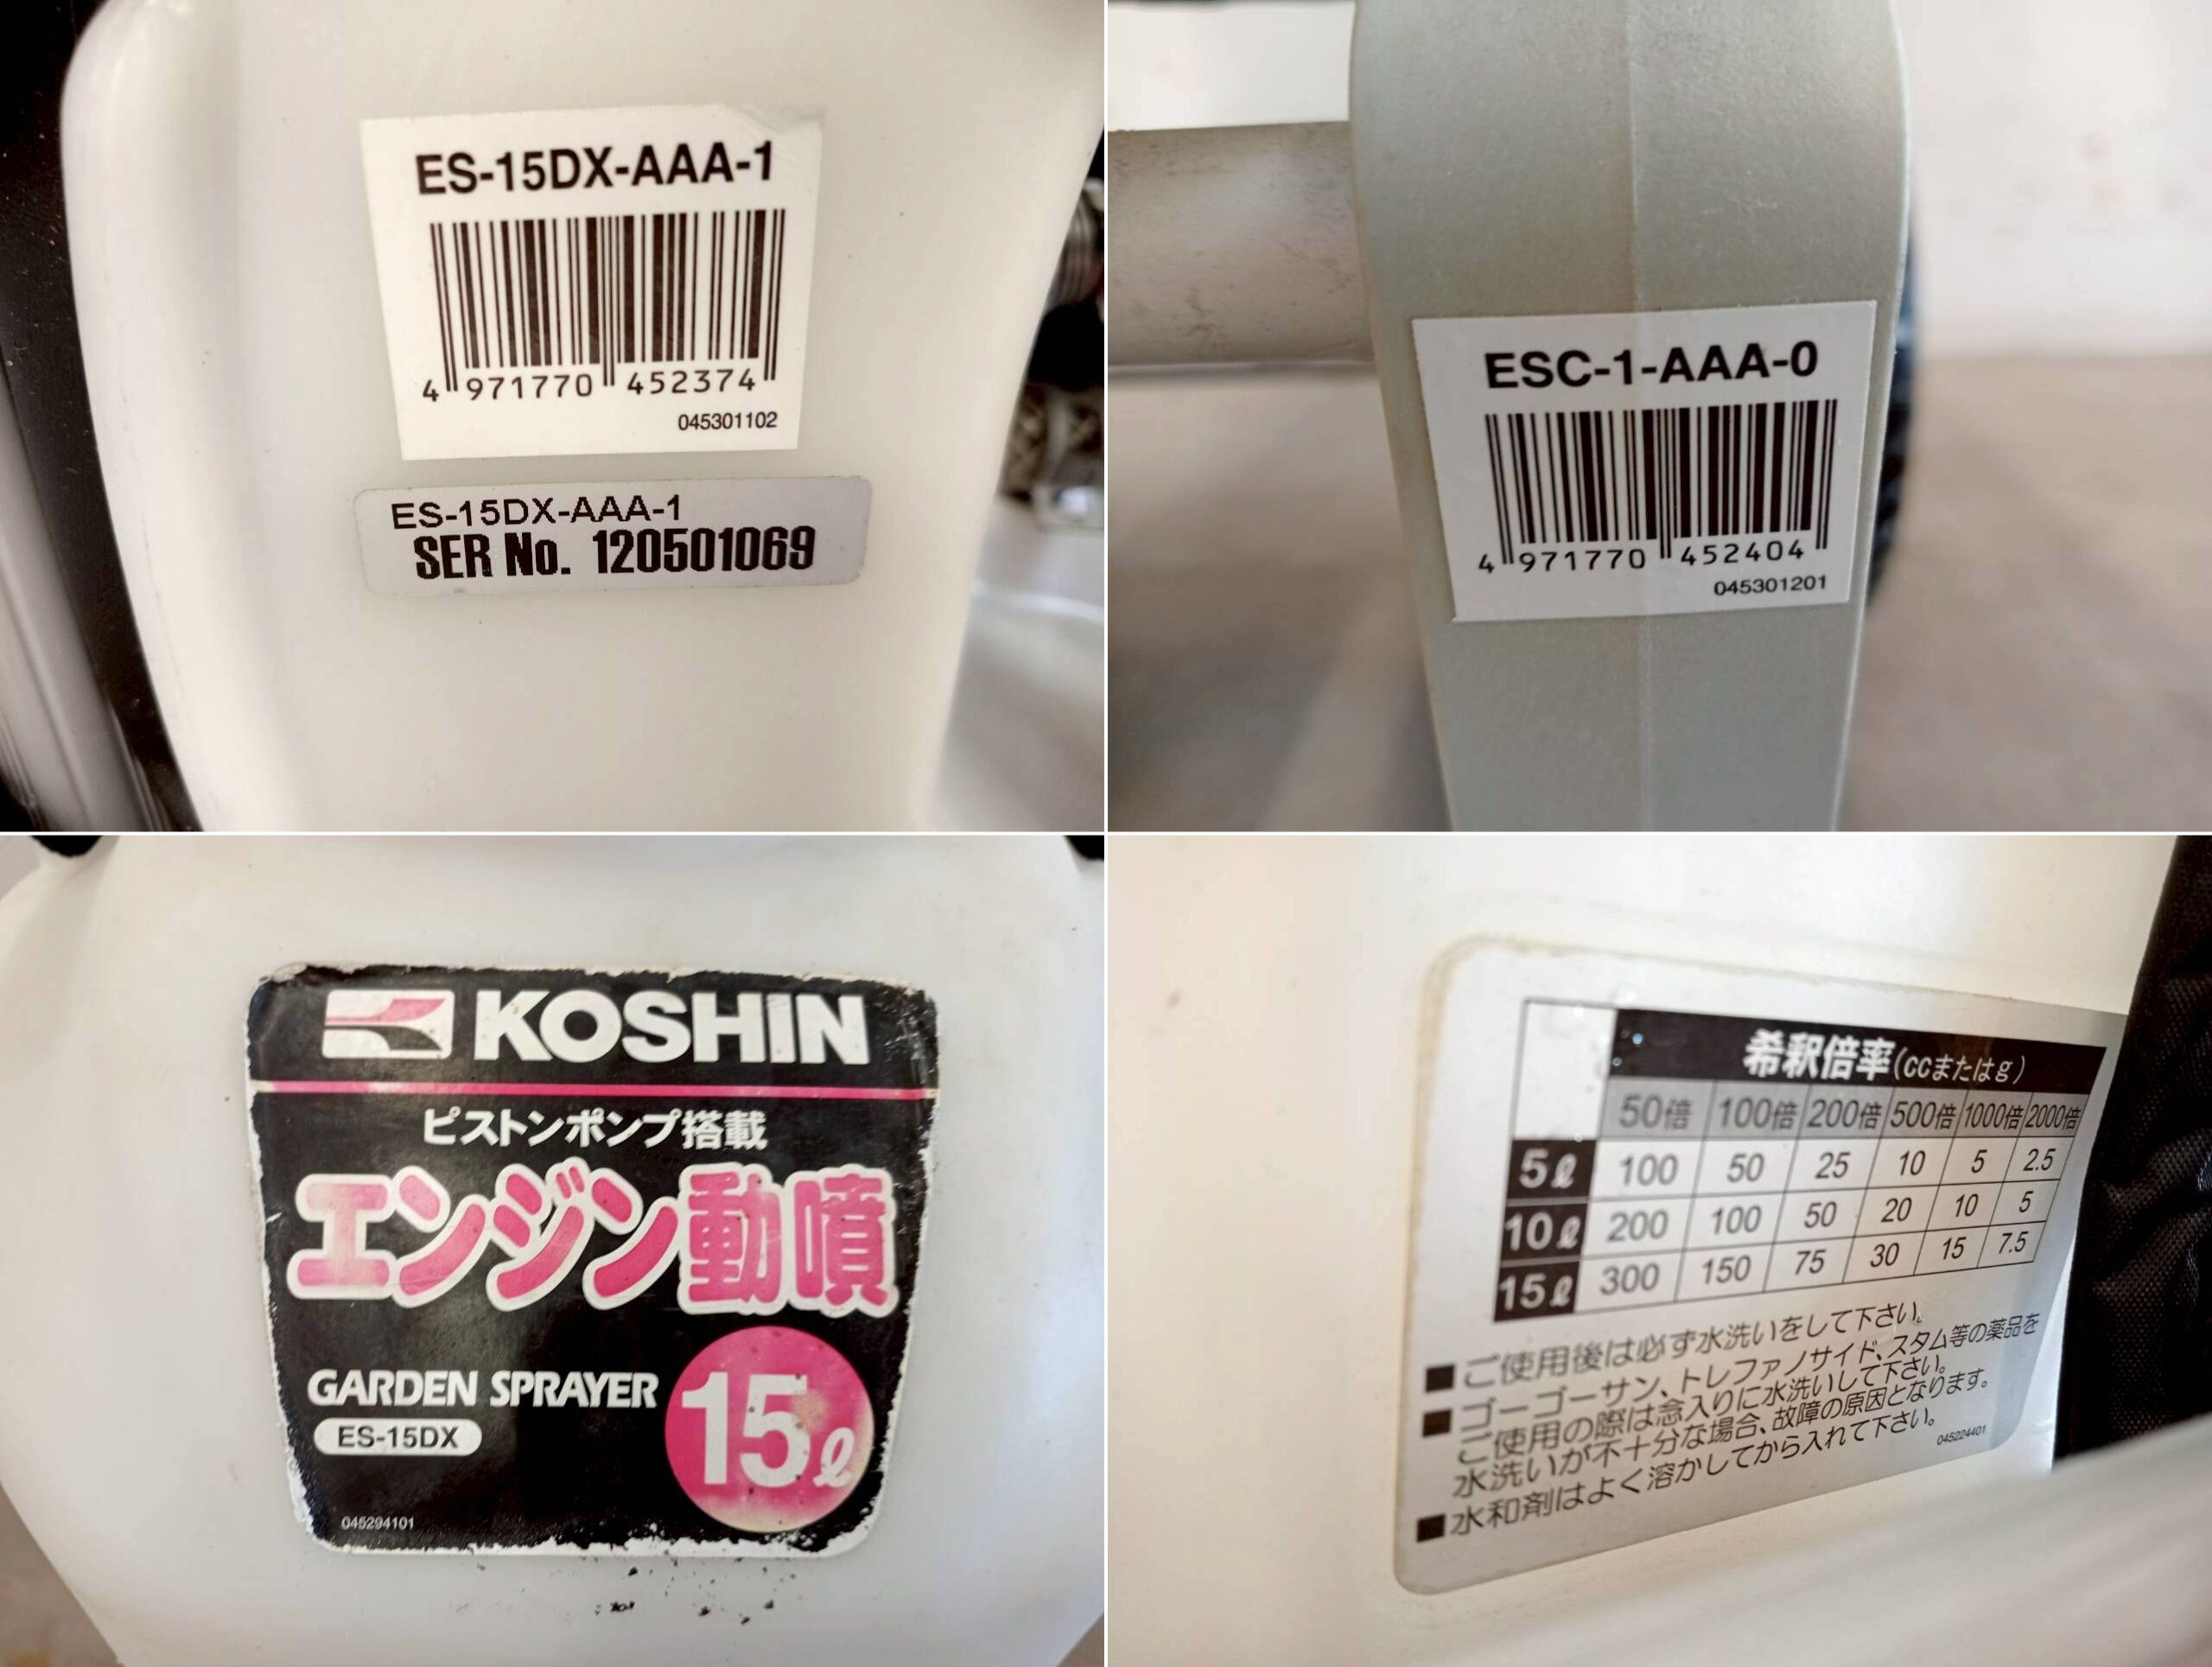 ES-15DX-AAA-1
4 971770 452374
045301102
ES-15DX-AAA-1
SER No. 120501069
ESC-1-AAA-0
4 971770 452404
045301201
KOSHIN
ピストンポンプ搭載
エンジン動噴
GARDEN SPRAYER
ES-15DX
15ℓ
045294101
希釈倍率(ccまたはg)
50倍 100倍 200倍 500倍 1000倍 2000倍
5ℓ 100 50 25 10 5 2.5
10ℓ 200 100 50 20 10 5
15ℓ 300 150 75 30 15 7.5
■ご使用後は必ず水洗いをして下さい。
■ゴーゴーサン、トレファノサイド、スタム等の薬品を
ご使用の際は念入りに水洗いして下さい。
水洗いが不十分な場合、故障の原因となります。
■水和剤はよく溶かしてから入れて下さい。
045224401